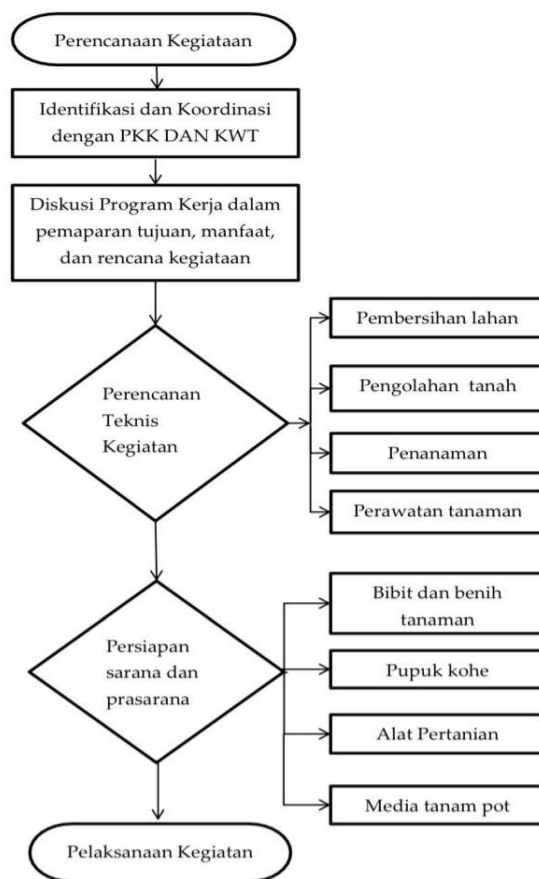 Perencanaan Kegiataan
Identifikasi dan Koordinasi
dengan PKK DAN KWT
Diskusi Program Kerja dalam
pemaparan tujuan, manfaat,
dan rencana kegiataan
Perencanan
Teknis
Kegiatan
Pembersihan lahan
Pengolahan tanah
Penanaman
Perawatan tanaman
Persiapan
sarana dan
prasarana
Bibit dan benih
tanaman
Pupuk kohe
Alat Pertanian
Media tanam pot
Pelaksanaan Kegiatan